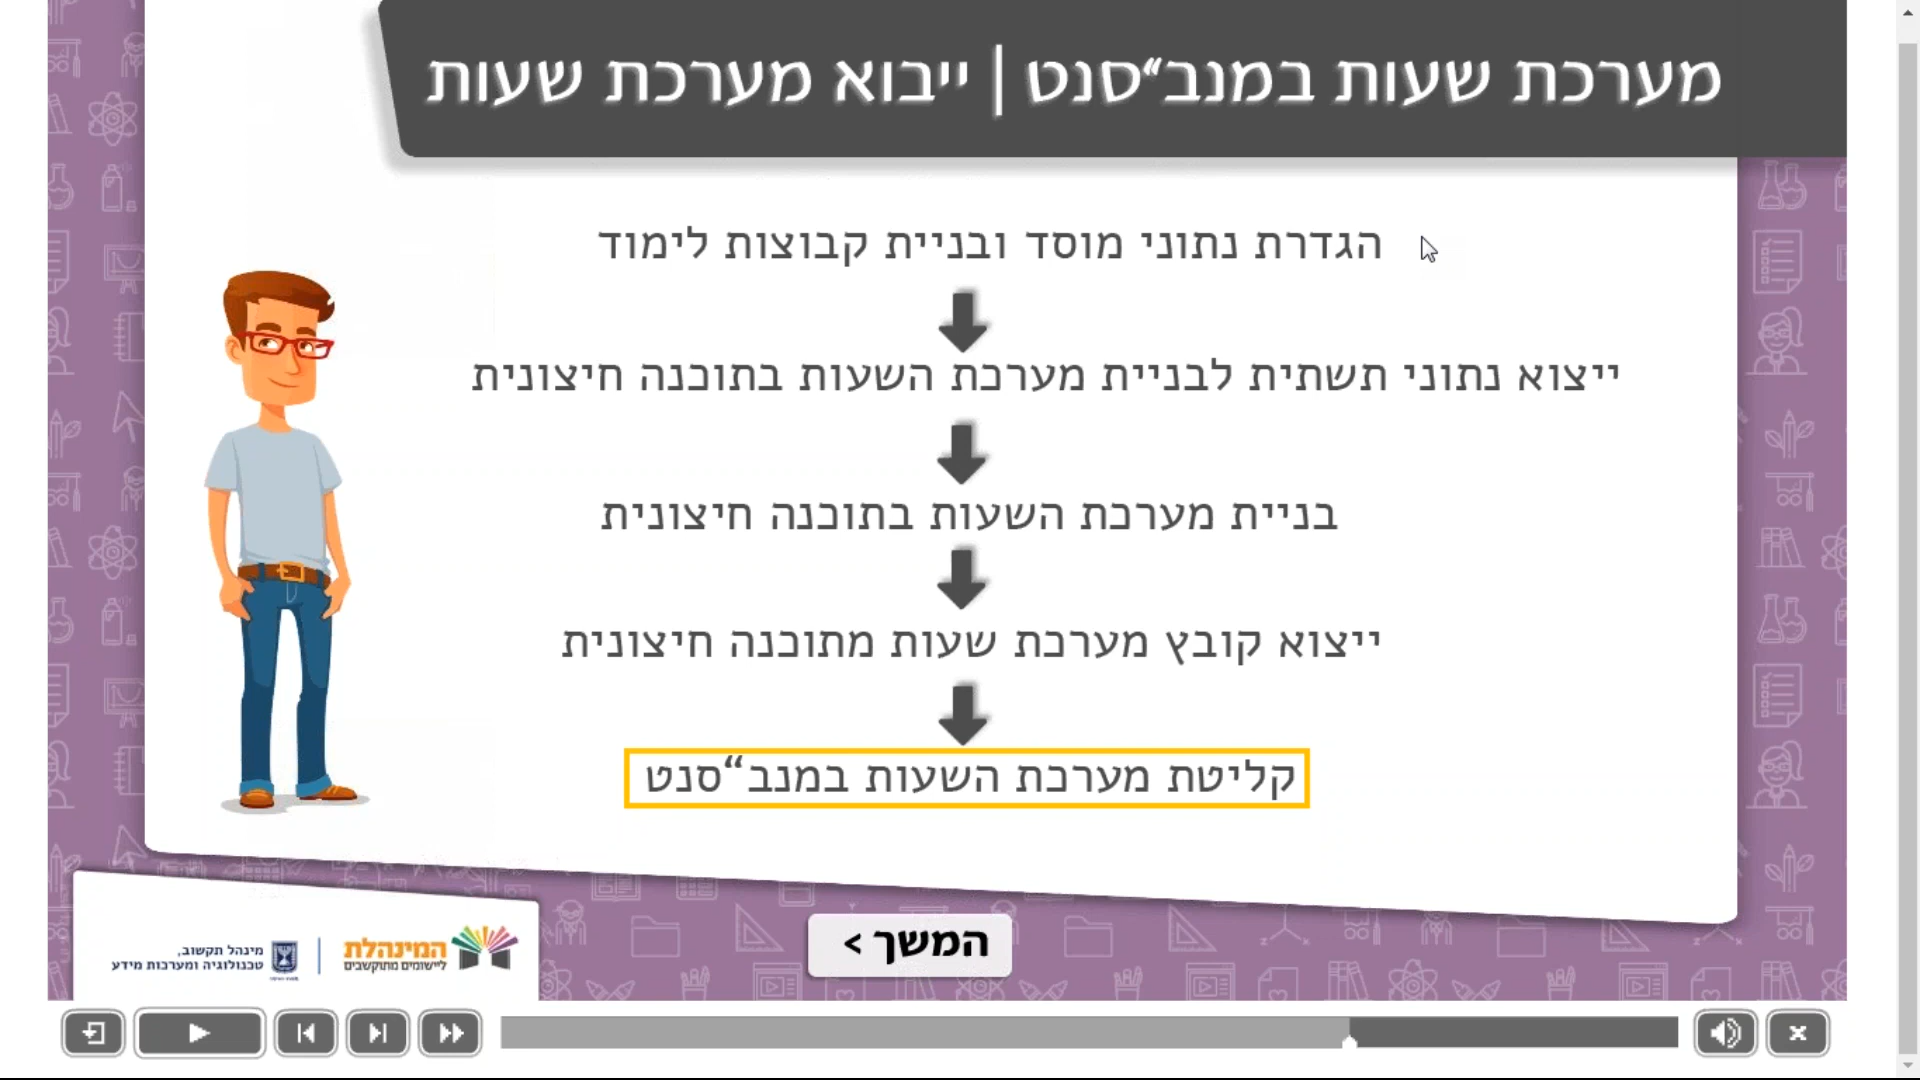 מערכת שעות במנב“סנט | ייבוא מערכת שעות
הגדרת נתוני מוסד ובניית קבוצות לימוד
ייצוא נתוני תשתית לבניית מערכת השעות בתוכנה חיצונית
בניית מערכת השעות בתוכנה חיצונית
ייצוא קובץ מערכת שעות מתוכנה חיצונית
קליטת מערכת השעות במנב“סנט
המשך >
המינהלת
ליישומים מתוקשבים
מינהל תקשוב,
טכנולוגיה ומערכות מידע